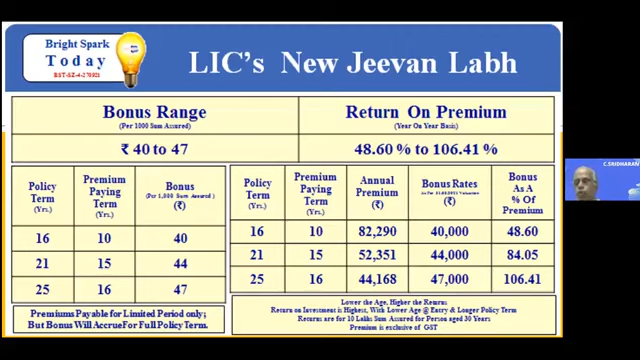 Bright Spark
Today
BST-SZ-4-270921
LIC's New Jeevan Labh
Bonus Range
(Per 1000 Sum Assured)
₹ 40 to 47
Return On Premium
(Year On Year Basis)
48.60 % to 106.41 %
Policy Term (Yrs.) Premium Paying Term (Yrs.) Bonus (Per 1,000 Sum Assured) (₹)
16 10 40
21 15 44
25 16 47
Premiums Payable for Limited Period only;
But Bonus Will Accrue For Full Policy Term.
Policy Term (Yrs.) Premium Paying Term (Yrs.) Annual Premium (₹) Bonus Rates (₹) Bonus As A % Of Premium
16 10 82,290 40,000 48.60
21 15 52,351 44,000 84.05
25 16 44,168 47,000 106.41
Lower the Age, Higher the Returns
Return on Investment is Highest, With Lower Age @ Entry & Longer Policy Term
Returns are for 10 Lakhs Sum Assured for Person aged 30 Years
Premium is exclusive of GST
C.SRIDHARAN